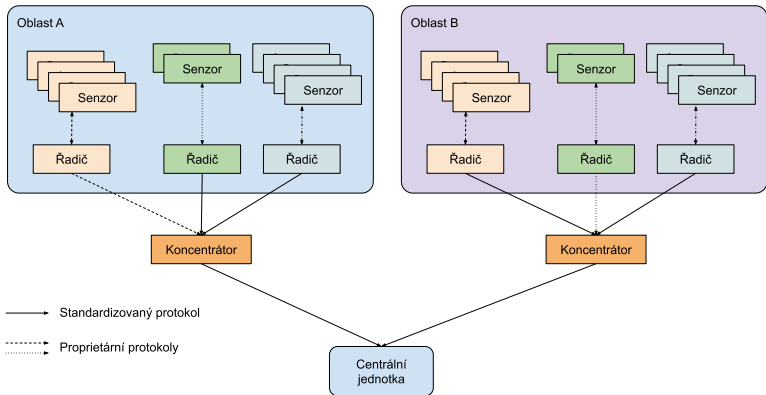 Oblast A
Oblast B
Senzor
Senzor
Senzor
Senzor
Senzor
Senzor
Řadič
Řadič
Řadič
Řadič
Řadič
Řadič
Koncentrátor
Koncentrátor
Standardizovaný protokol
Proprietární protokoly
Centrální
jednotka